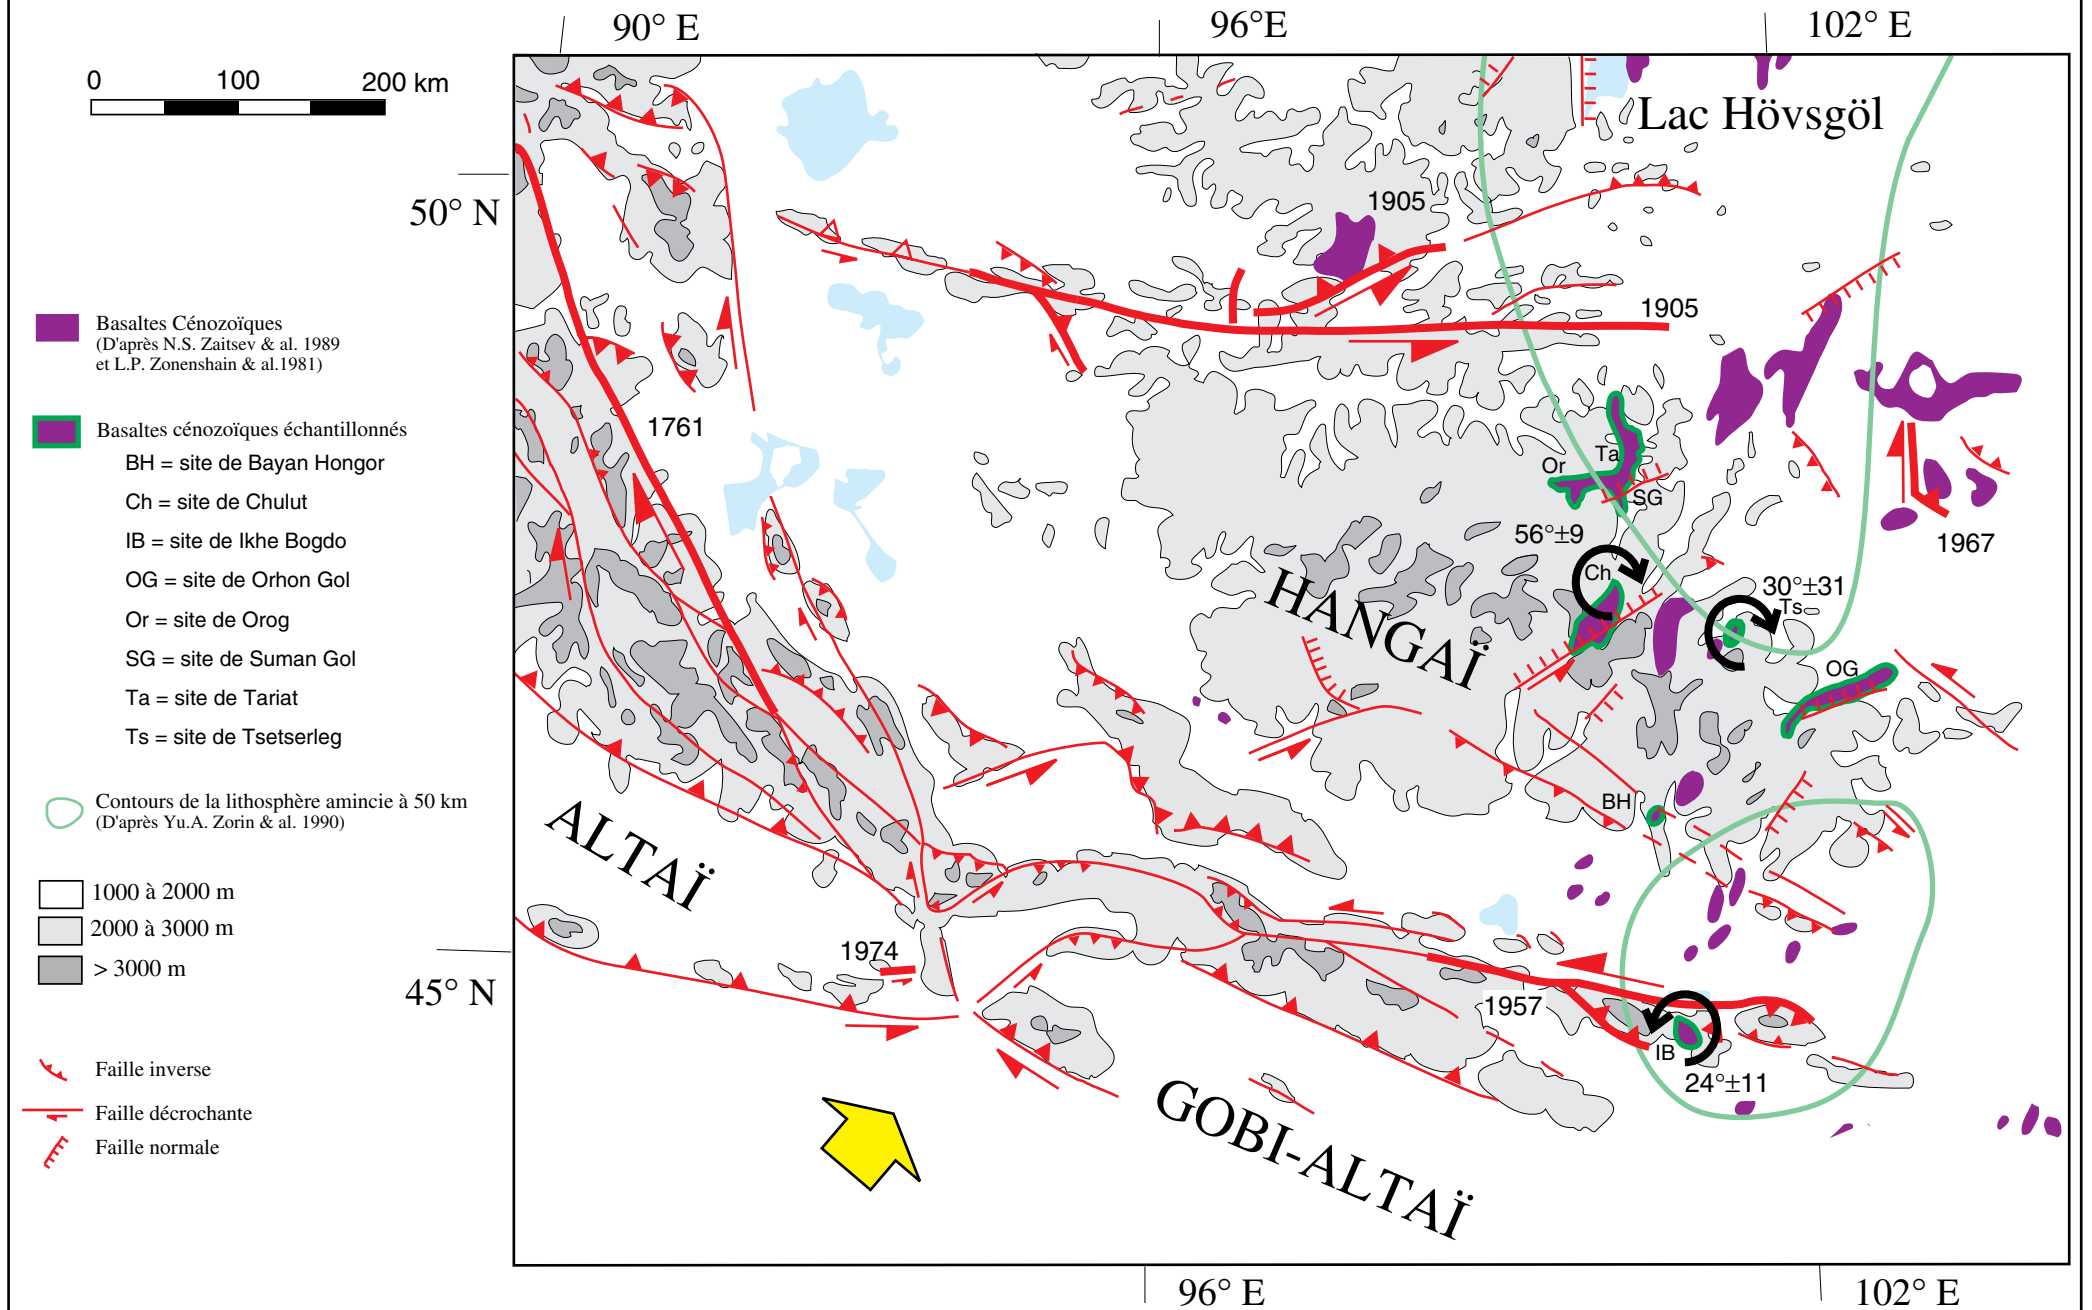 90° E
96°E
102° E
0 100 200 km
Lac Hövsgöl
50° N
1905
1905
Basaltes Cénozoïques
(D'après N.S. Zaitsev & al. 1989
et L.P. Zonenshain & al.1981)
Basaltes cénozoïques échantillonnés
BH = site de Bayan Hongor
Ch = site de Chulut
IB = site de Ikhe Bogdo
OG = site de Orhon Gol
Or = site de Orog
SG = site de Suman Gol
Ta = site de Tariat
Ts = site de Tsetserleg
Contours de la lithosphère amincie à 50 km
(D'après Yu.A. Zorin & al. 1990)
1000 à 2000 m
2000 à 3000 m
> 3000 m
Faille inverse
Faille décrochante
Faille normale
1761
Or
Ta
SG
56°±9
Ch
1967
30°±31
Ts
HANGAÏ
OG
BH
ALTAÏ
1974
45° N
1957
IB
24°±11
GOBI-ALTAÏ
96° E
102° E